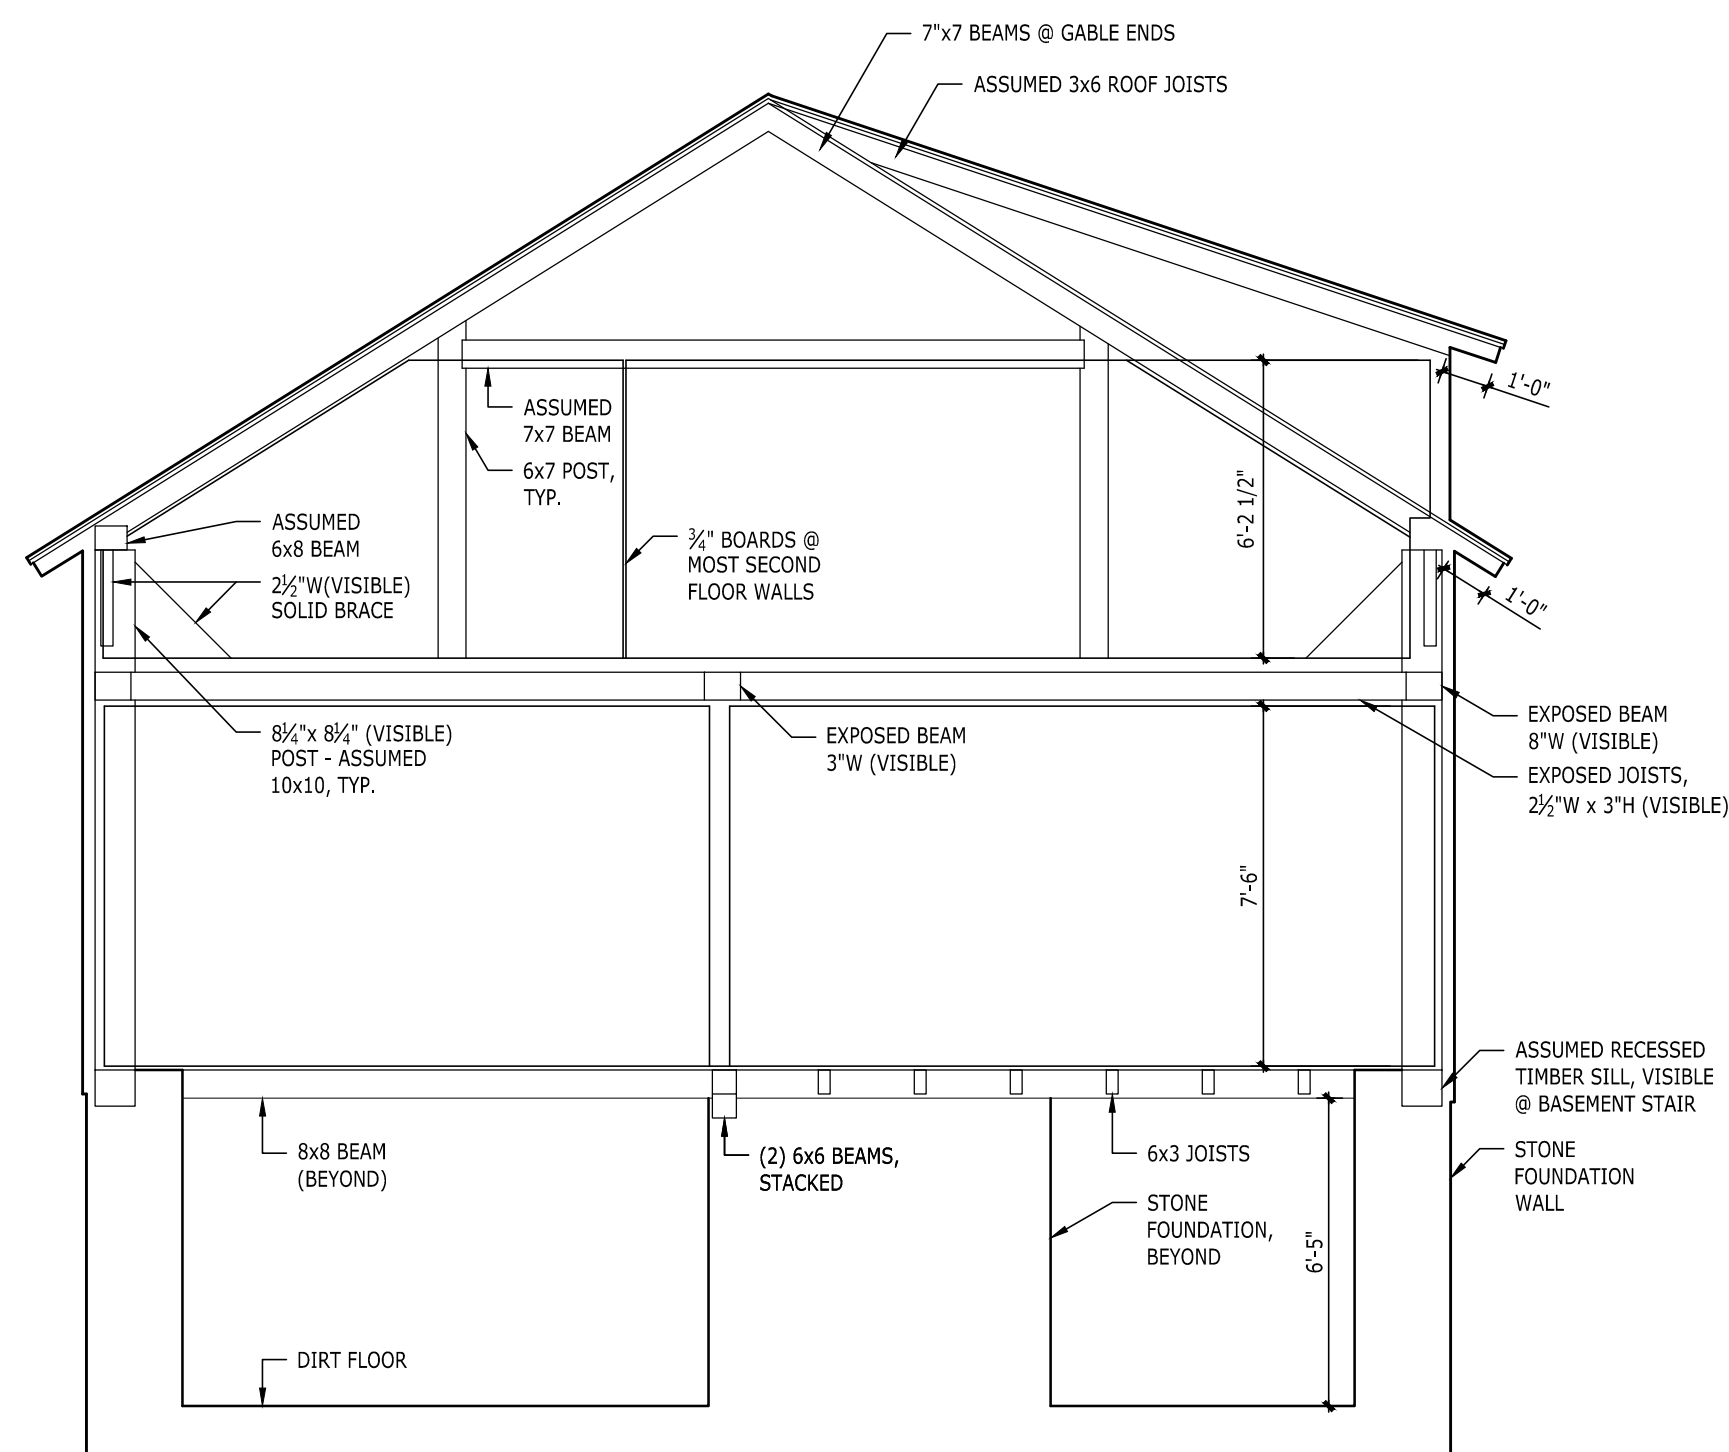 7"x7 BEAMS @ GABLE ENDS
ASSUMED 3x6 ROOF JOISTS
1'-0"
ASSUMED
7x7 BEAM
6x7 POST,
TYP.
6'-2 1/2"
ASSUMED
6x8 BEAM
¾" BOARDS @
MOST SECOND
FLOOR WALLS
2½"W(VISIBLE)
SOLID BRACE
1'-0"
8¼"x 8¼" (VISIBLE)
POST - ASSUMED
10x10, TYP.
EXPOSED BEAM
3"W (VISIBLE)
EXPOSED BEAM
8"W (VISIBLE)
EXPOSED JOISTS,
2½"W x 3"H (VISIBLE)
7'-6"
ASSUMED RECESSED
TIMBER SILL, VISIBLE
@ BASEMENT STAIR
8x8 BEAM
(BEYOND)
(2) 6x6 BEAMS,
STACKED
6x3 JOISTS
STONE
FOUNDATION
WALL
STONE
FOUNDATION,
BEYOND
6'-5"
DIRT FLOOR